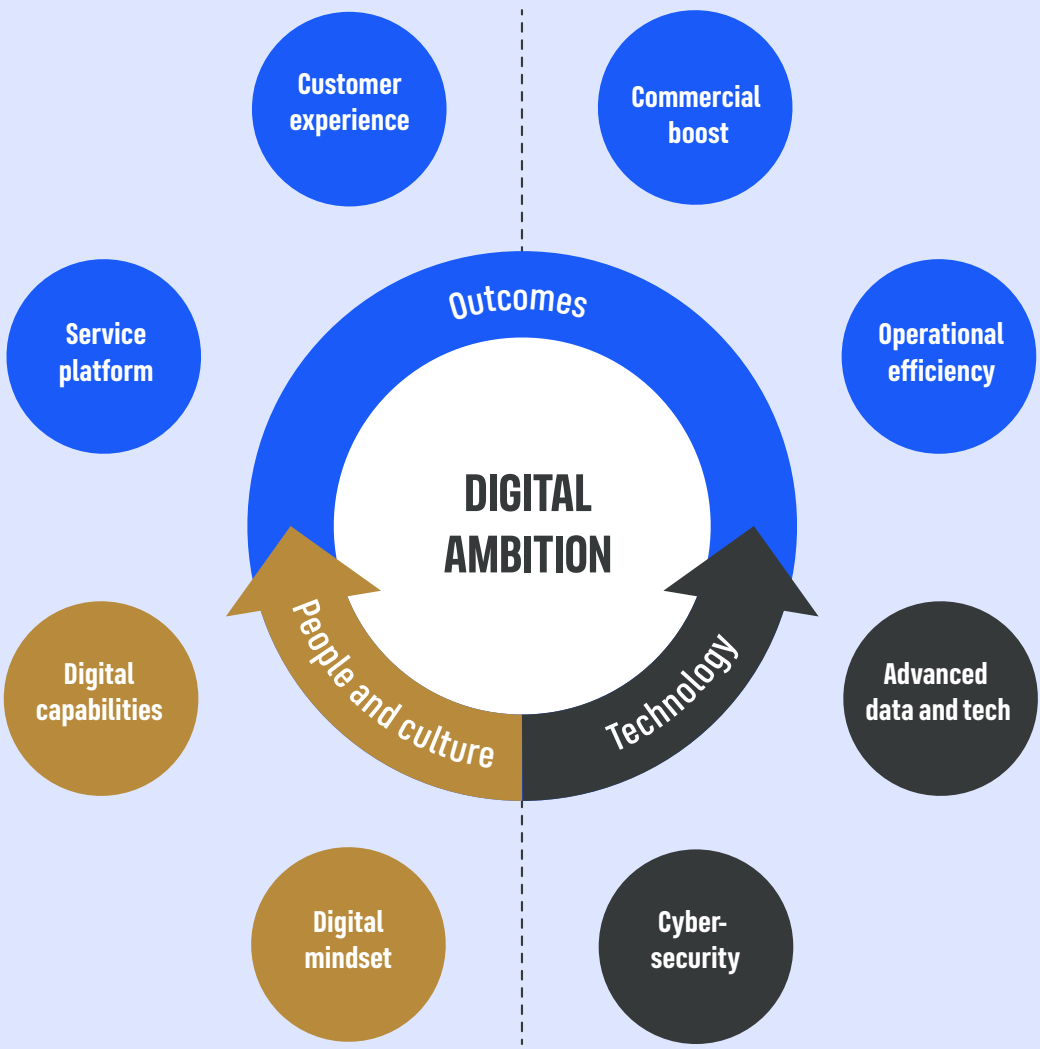 Customer
experience
Commercial
boost
Service
platform
Outcomes
Operational
efficiency
DIGITAL
AMBITION
People and culture
Technology
Digital
capabilities
Advanced
data and tech
Digital
mindset
Cyber-
security